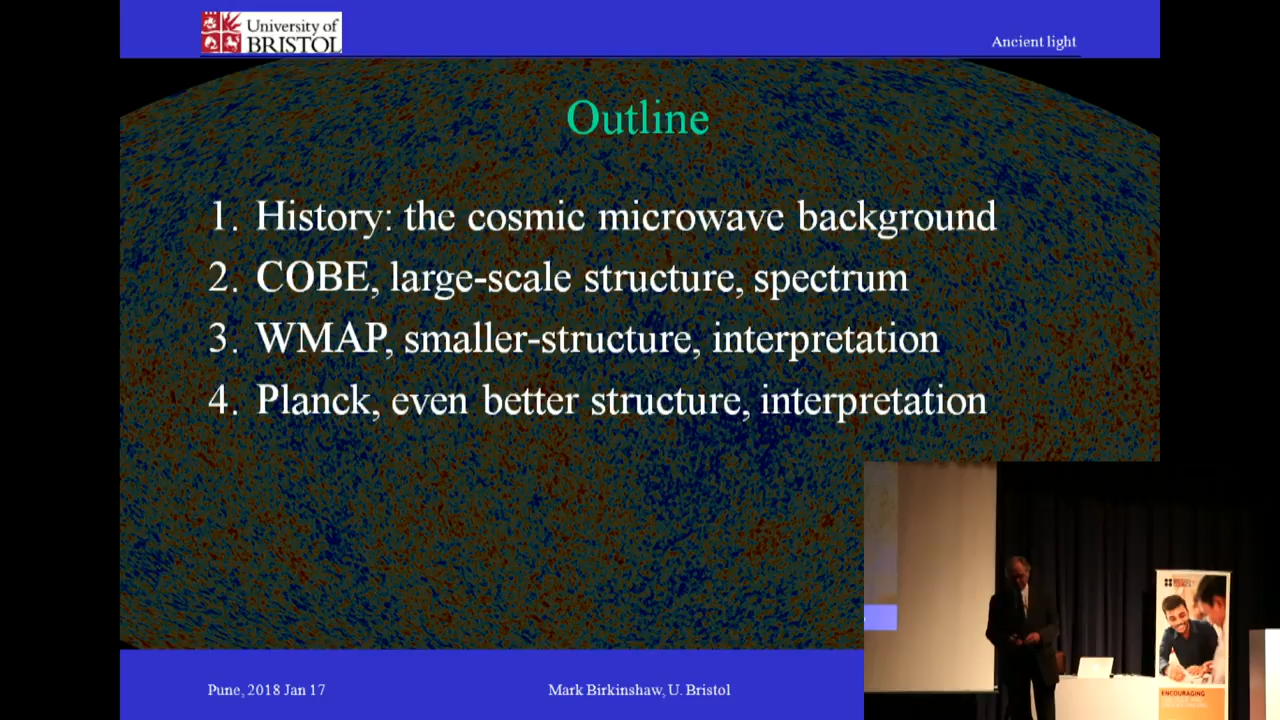 University of
BRISTOL
Ancient light
Outline
1. History: the cosmic microwave background
2. COBE, large-scale structure, spectrum
3. WMAP, smaller-structure, interpretation
4. Planck, even better structure, interpretation
ENCOURAGING
Pune, 2018 Jan 17
Mark Birkinshaw, U. Bristol